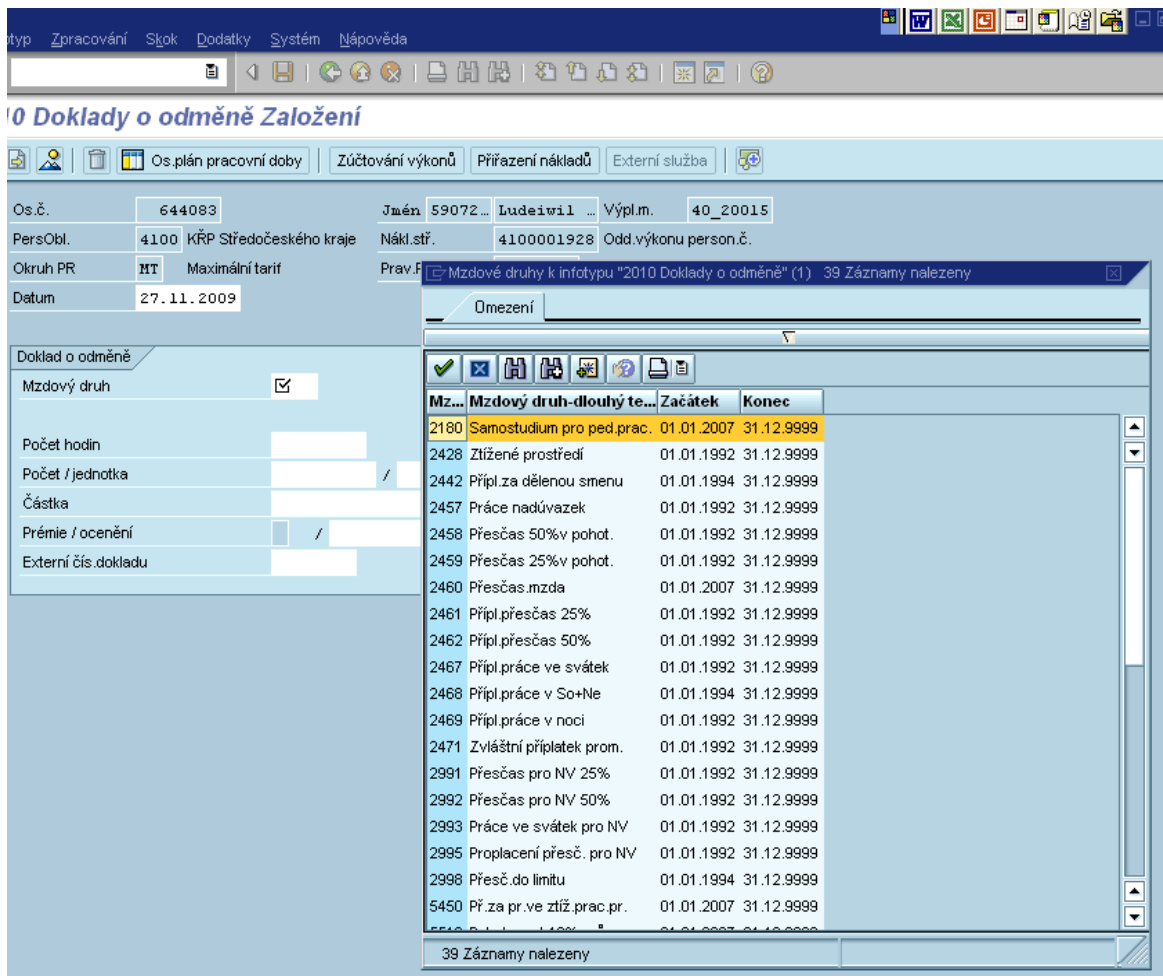 otyp Zpracování Skok Dodatky Systém Nápověda
10 Doklady o odměně Založení
Os.plán pracovní doby Zúčtování výkonů Přiřazení nákladů Externí služba
Os.č. 644083 Jmén 59072… Ludeiwil … Výpl.m. 40_20015
PersObl. 4100 KŘP Středočeského kraje Nákl.stř. 4100001928 Odd.výkonu person.č.
Okruh PR MT Maximální tarif Prav.P
Datum 27.11.2009
Doklad o odměně
Mzdový druh
Počet hodin
Počet / jednotka /
Částka
Prémie / ocenění /
Externí čís.dokladu
Mzdové druhy k infotypu "2010 Doklady o odměně" (1) 39 Záznamy nalezeny
Omezení
Mz... Mzdový druh-dlouhý te... Začátek Konec
2180 Samostudium pro ped.prac. 01.01.2007 31.12.9999
2428 Ztížené prostředí 01.01.1992 31.12.9999
2442 Přípl.za dělenou smenu 01.01.1994 31.12.9999
2457 Práce nadúvazek 01.01.1992 31.12.9999
2458 Přesčas 50%v pohot. 01.01.1992 31.12.9999
2459 Přesčas 25%v pohot. 01.01.1992 31.12.9999
2460 Přesčas.mzda 01.01.2007 31.12.9999
2461 Přípl.přesčas 25% 01.01.1992 31.12.9999
2462 Přípl.přesčas 50% 01.01.1992 31.12.9999
2467 Přípl.práce ve svátek 01.01.1992 31.12.9999
2468 Přípl.práce v So+Ne 01.01.1994 31.12.9999
2469 Přípl.práce v noci 01.01.1992 31.12.9999
2471 Zvláštní příplatek prom. 01.01.1992 31.12.9999
2991 Přesčas pro NV 25% 01.01.1992 31.12.9999
2992 Přesčas pro NV 50% 01.01.1992 31.12.9999
2993 Práce ve svátek pro NV 01.01.1992 31.12.9999
2995 Proplacení přesč. pro NV 01.01.1992 31.12.9999
2998 Přesč.do limitu 01.01.1994 31.12.9999
5450 Př.za pr.ve ztíž.prac.pr. 01.01.2007 31.12.9999
39 Záznamy nalezeny